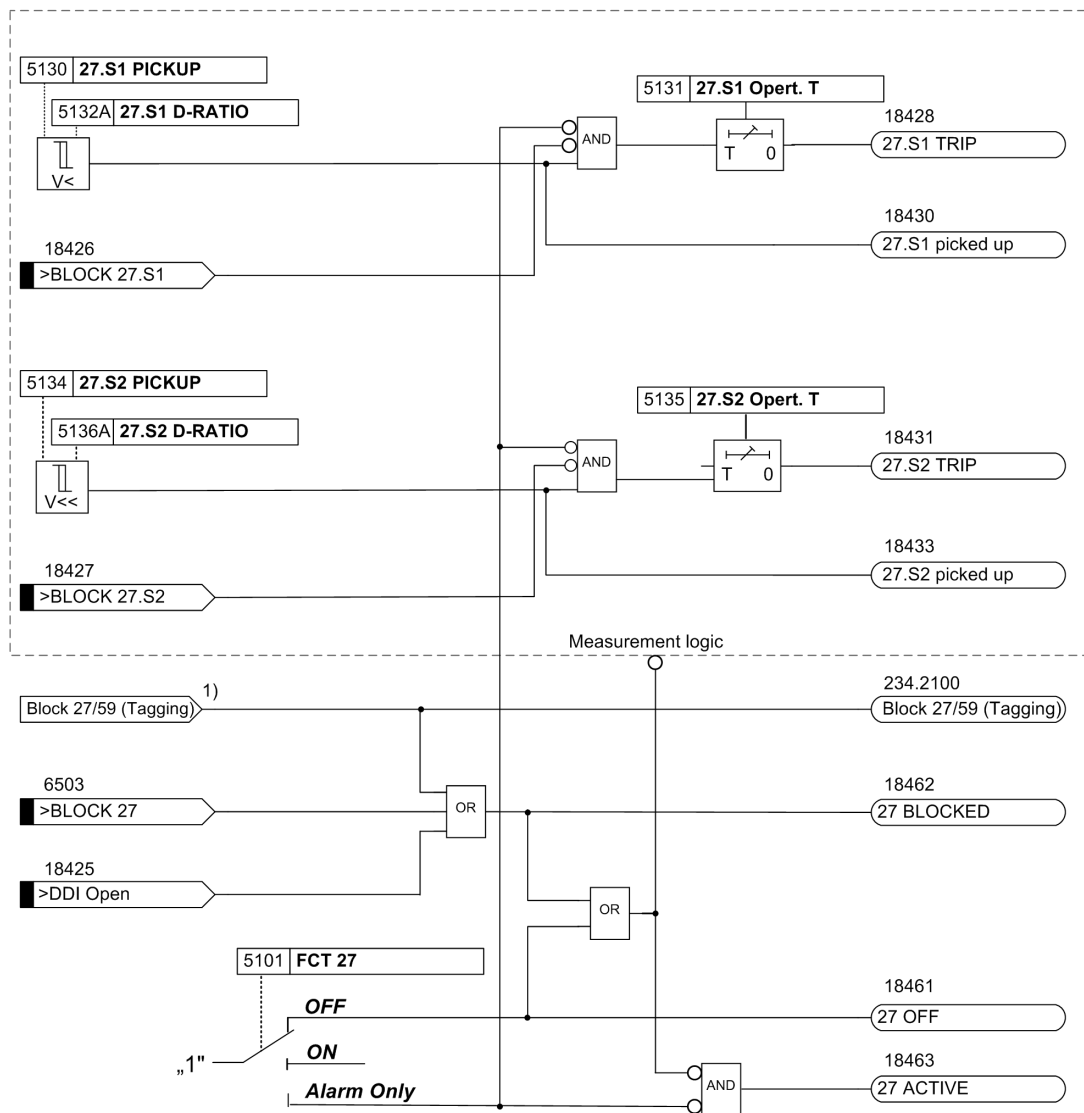 5130 27.S1 PICKUP
5132A 27.S1 D-RATIO
V<
5131 27.S1 Opert. T
AND
T 0
18428
27.S1 TRIP
18430
27.S1 picked up
18426
>BLOCK 27.S1
5134 27.S2 PICKUP
5136A 27.S2 D-RATIO
V<<
5135 27.S2 Opert. T
AND
T 0
18431
27.S2 TRIP
18433
27.S2 picked up
18427
>BLOCK 27.S2
Measurement logic
Block 27/59 (Tagging)
1)
234.2100
Block 27/59 (Tagging)
6503
>BLOCK 27
OR
18462
27 BLOCKED
18425
>DDI Open
OR
5101 FCT 27
OFF
18461
27 OFF
„1"
ON
Alarm Only
AND
18463
27 ACTIVE